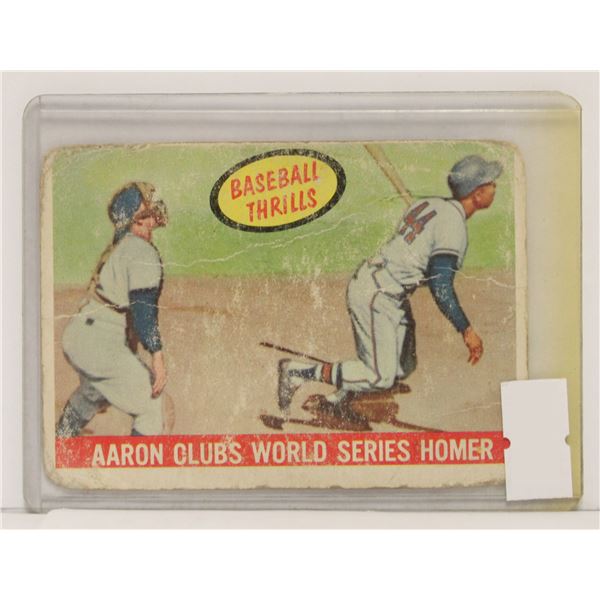 BASEBALL
THRILLS
44
AARON CLUBS WORLD SERIES HOMER